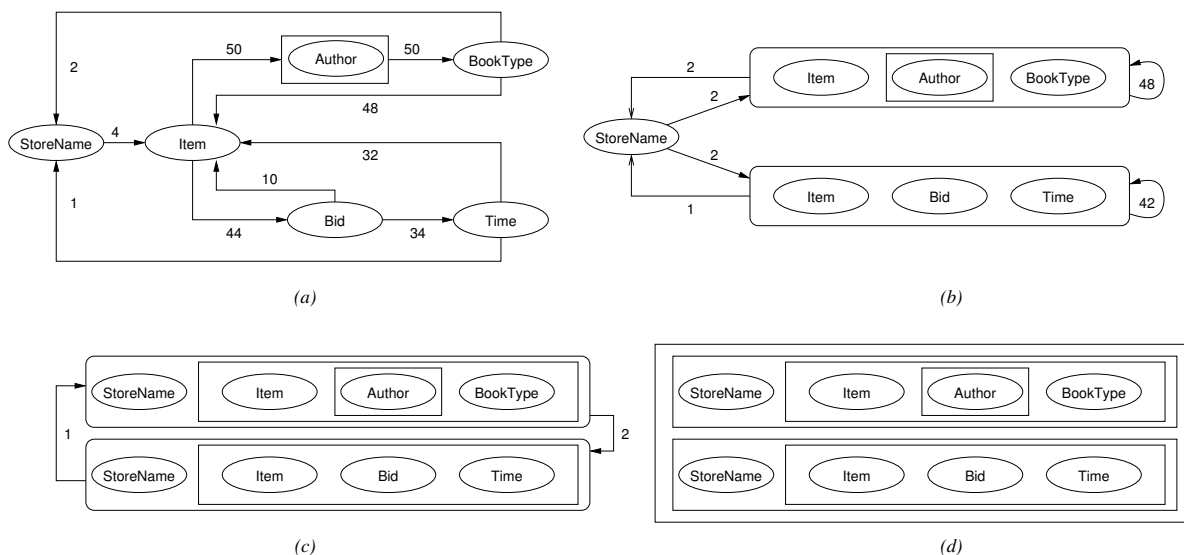 50
Author
50
BookType
2
48
StoreName
4
Item
32
10
1
Bid
Time
44
34
(a)
2
Item
Author
BookType
48
2
StoreName
2
1
Item
Bid
Time
42
(b)
StoreName
Item
Author
BookType
1
2
StoreName
Item
Bid
Time
(c)
StoreName
Item
Author
BookType
StoreName
Item
Bid
Time
(d)